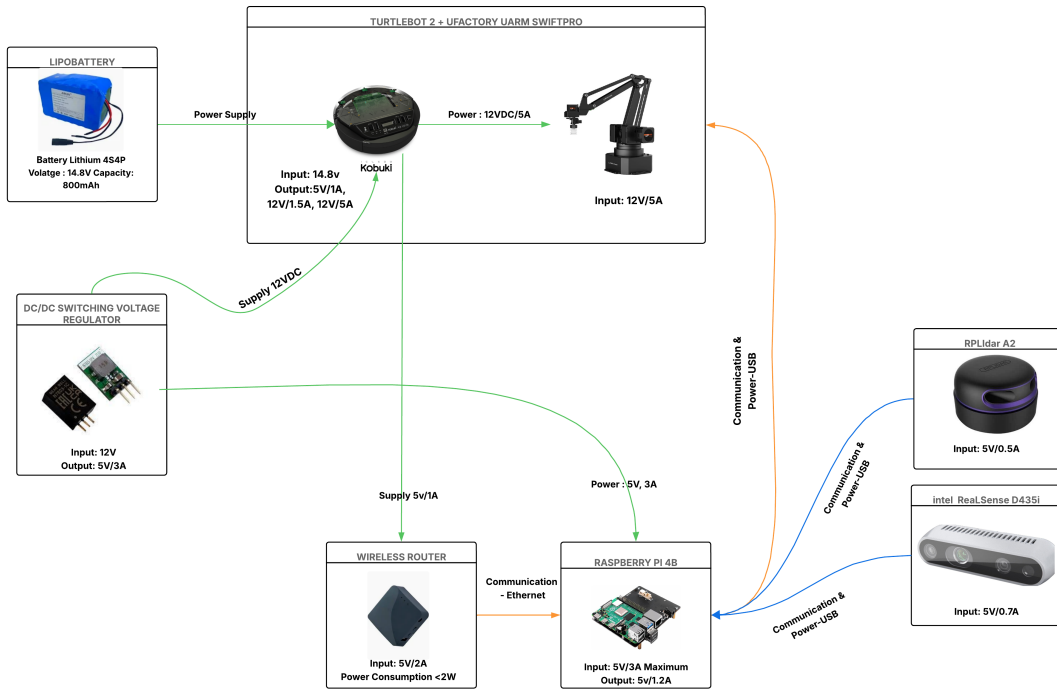 TURTLEBOT 2 + UFACTORY UARM SWIFTPRO
LIPOBATTERY
Battery Lithium 4S4P
Volatge : 14.8V Capacity:
800mAh
Power Supply
Kobuki
Input: 14.8v
Output:5V/1A,
12V/1.5A, 12V/5A
Power : 12VDC/5A
Input: 12V/5A
Supply 12VDC
DC/DC SWITCHING VOLTAGE
REGULATOR
Input: 12V
Output: 5V/3A
Communication &
Power-USB
RPLIdar A2
Input: 5V/0.5A
Communication &
Power-USB
intel ReaLSense D435i
Input: 5V/0.7A
Communication &
Power-USB
Supply 5v/1A
Power : 5V, 3A
WIRELESS ROUTER
Input: 5V/2A
Power Consumption <2W
Communication
- Ethernet
RASPBERRY PI 4B
Input: 5V/3A Maximum
Output: 5v/1.2A